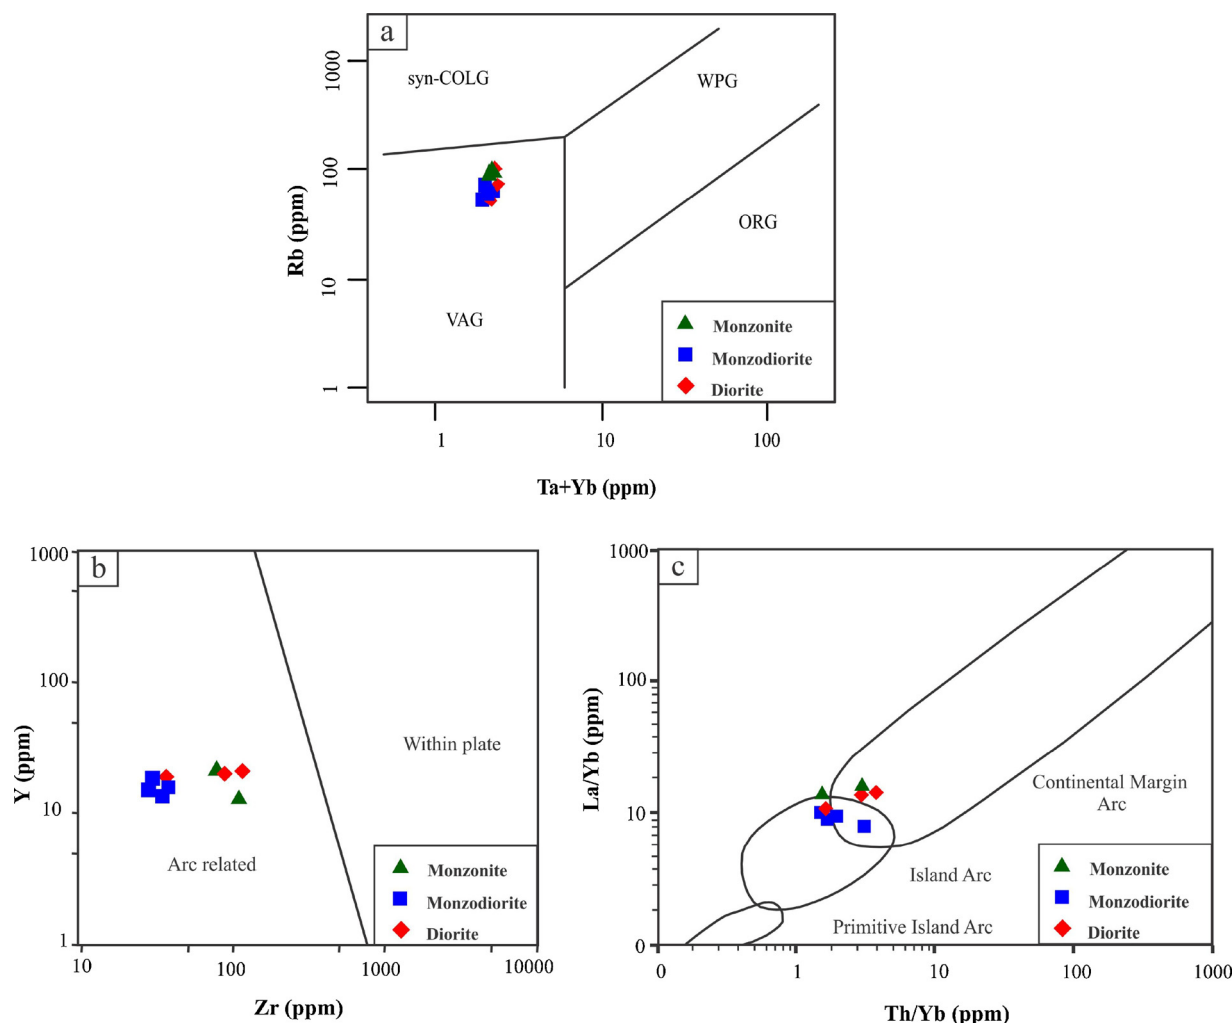 a
1000
100
10
1
Rb (ppm)
syn-COLG
WPG
ORG
VAG
Monzonite
Monzodiorite
Diorite
1 10 100
Ta+Yb (ppm)
b
1000
100
10
1
Y (ppm)
Within plate
Arc related
Monzonite
Monzodiorite
Diorite
10 100 1000 10000
Zr (ppm)
c
1000
100
10
0
La/Yb (ppm)
Continental Margin
Arc
Island Arc
Primitive Island Arc
Monzonite
Monzodiorite
Diorite
0 1 10 100 1000
Th/Yb (ppm)